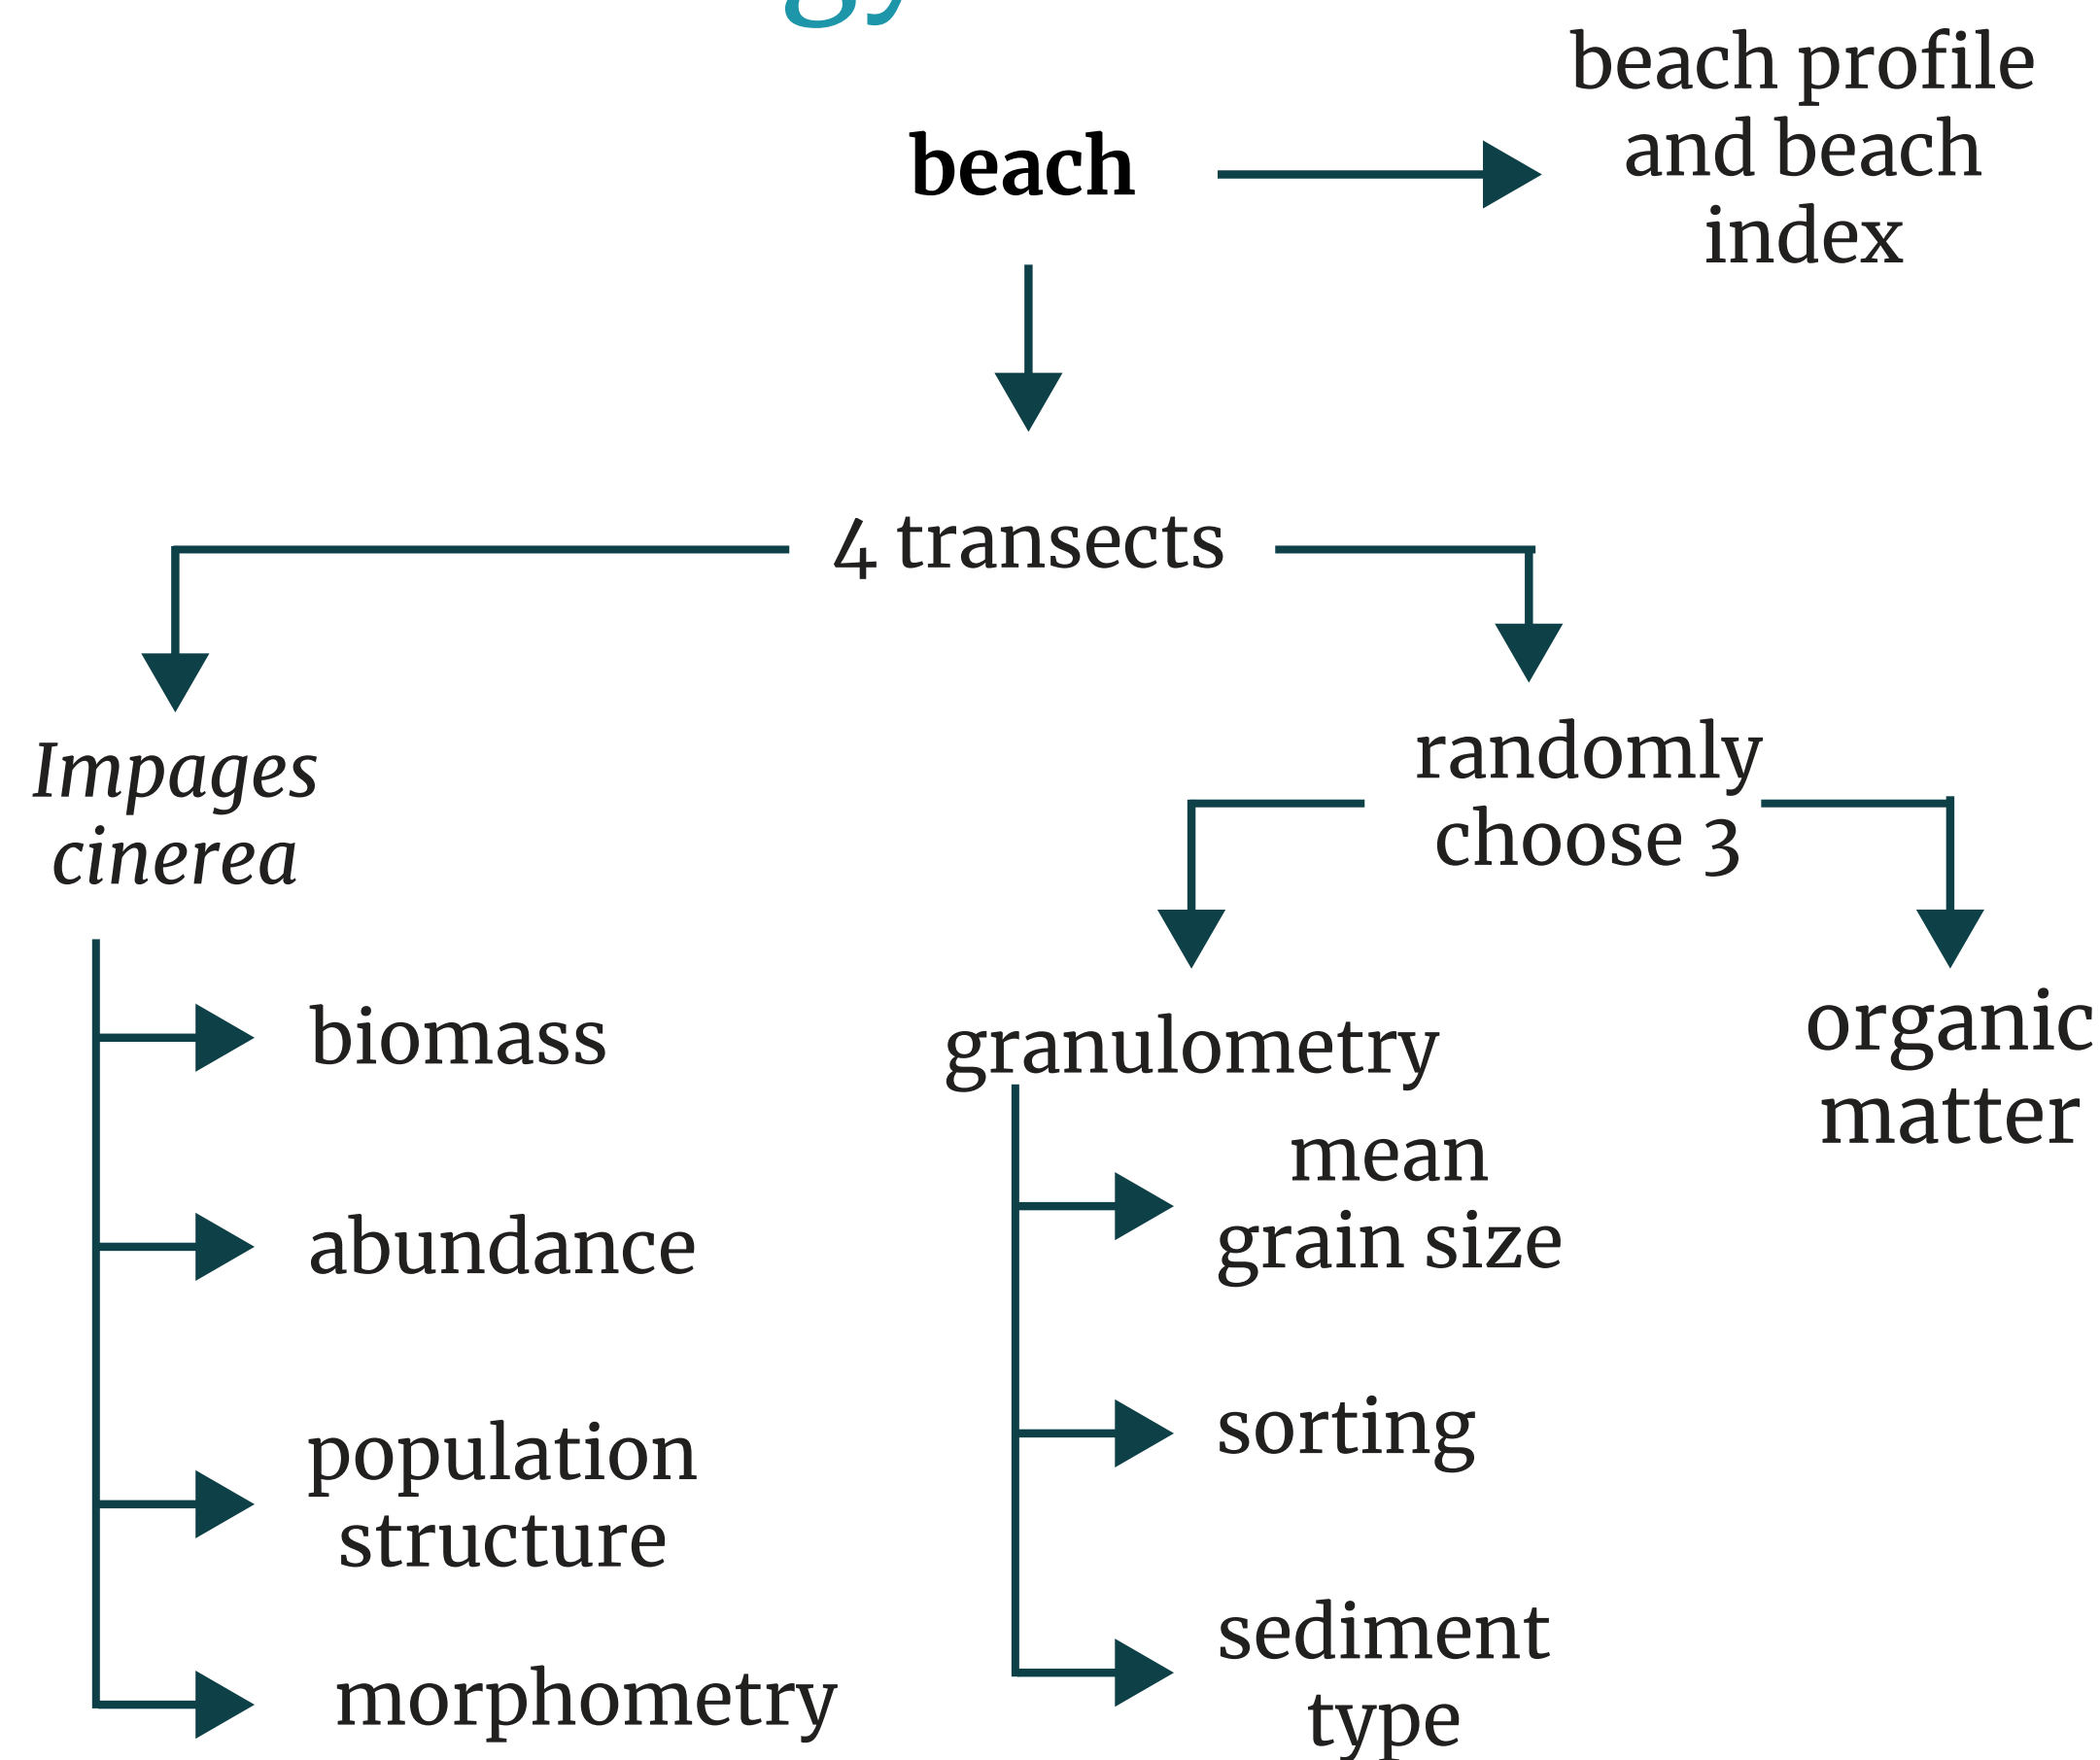 beach profile
and beach
index
beach
4 transects
Impages
cinerea
randomly
choose 3
biomass
abundance
population
structure
morphometry
granulometry
mean
grain size
sorting
sediment
type
organic
matter